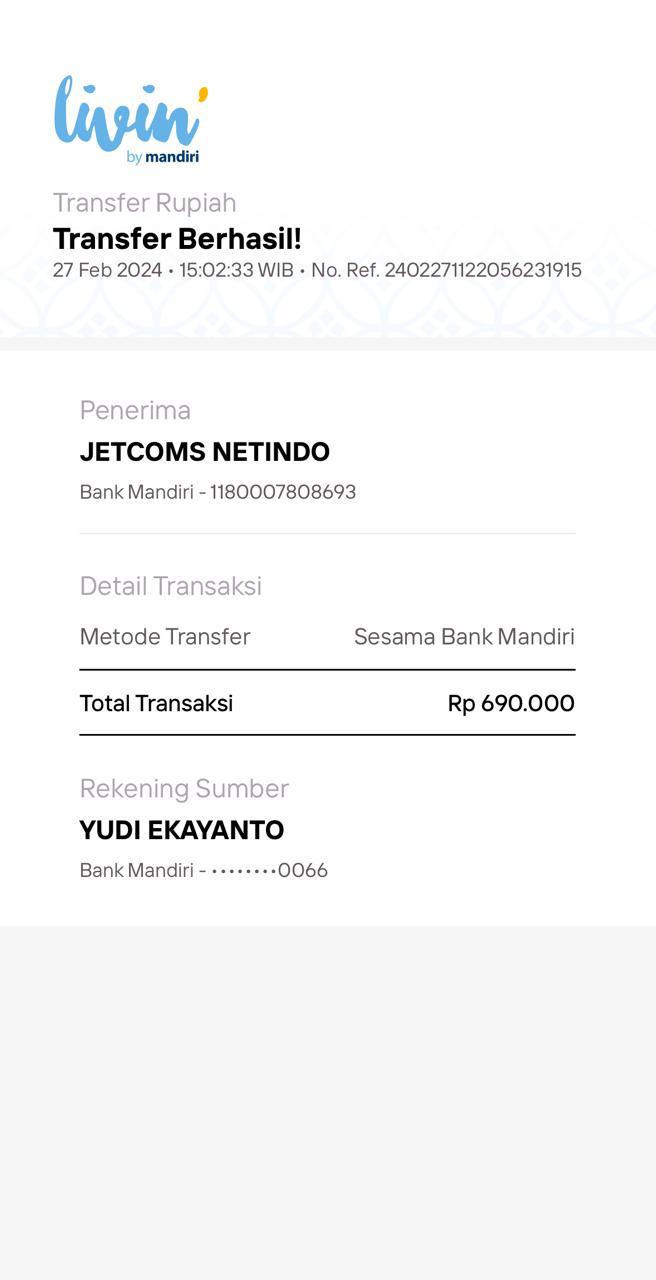 livin'
by mandiri
Transfer Rupiah
Transfer Berhasil!
27 Feb 2024 • 15:02:33 WIB • No. Ref. 2402271122056231915
Penerima
JETCOMS NETINDO
Bank Mandiri - 1180007808693
Detail Transaksi
Metode Transfer Sesama Bank Mandiri
Total Transaksi Rp 690.000
Rekening Sumber
YUDI EKAYANTO
Bank Mandiri - ••••••••0066